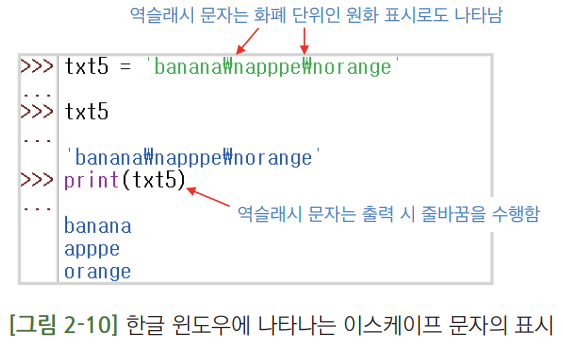 역슬래시 문자는 화폐 단위인 원화 표시로도 나타남
>>> txt5 = 'banana₩napppe₩norange'
...
>>> txt5
...
'banana₩napppe₩norange'
>>> print(txt5)
...
역슬래시 문자는 출력 시 줄바꿈을 수행함
banana
apppe
orange
[그림 2-10] 한글 윈도우에 나타나는 이스케이프 문자의 표시